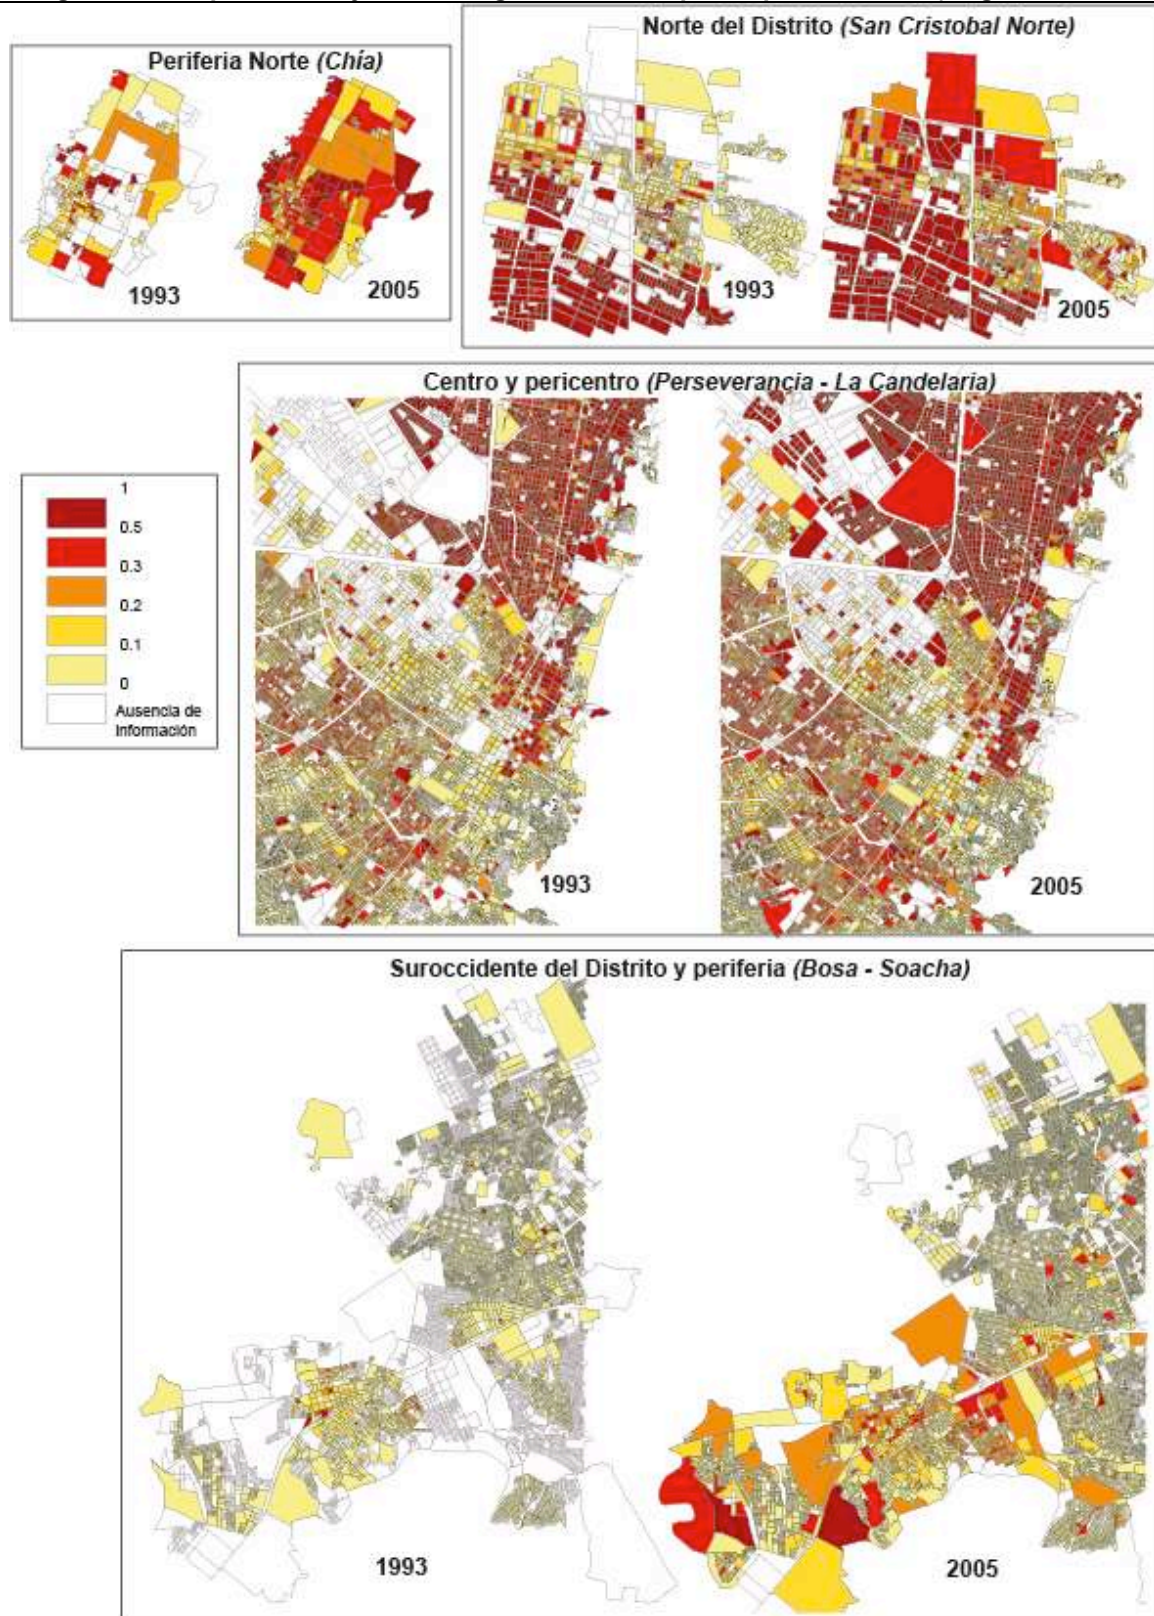 Periferia Norte (Chía)
1993
2005
Norte del Distrito (San Cristobal Norte)
1993
2005
Centro y pericentro (Perseverancia - La Candelaria)
1993
2005
1
0.5
0.3
0.2
0.1
0
Ausencia de
Información
Suroccidente del Distrito y periferia (Bosa - Soacha)
1993
2005